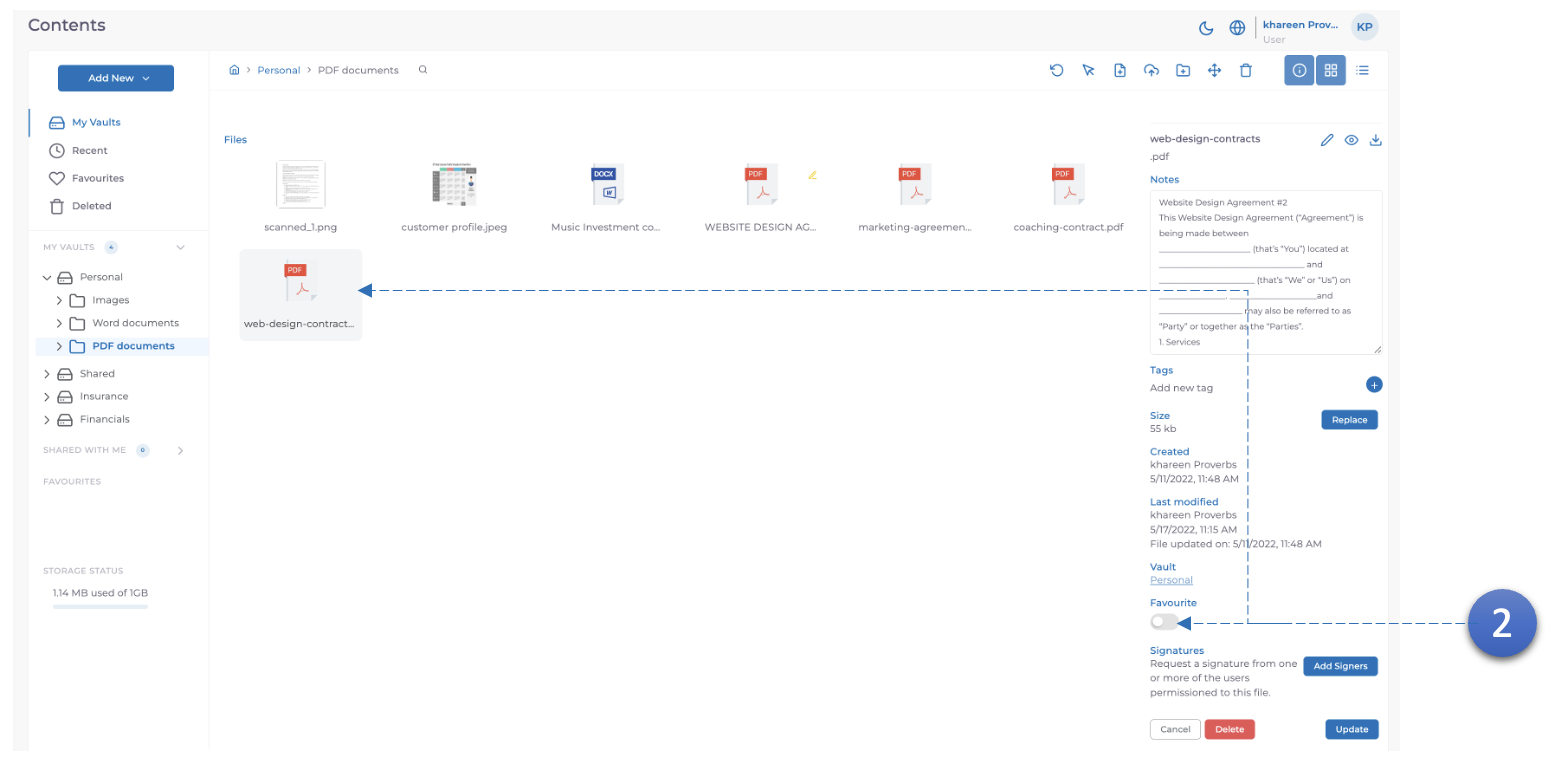 Contents
khareen Prov...
User
KP
Add New
Personal > PDF documents
My Vaults
Recent
Favourites
Deleted
MY VAULTS 4
Personal
Images
Word documents
PDF documents
Shared
Insurance
Financials
SHARED WITH ME 0
FAVOURITES
STORAGE STATUS
1.14 MB used of 1GB
Files
DOCX
W
PDF
PDF
PDF
scanned_1.png
customer profile.jpeg
Music Investment co...
WEBSITE DESIGN AG...
marketing-agreemen...
coaching-contract.pdf
PDF
web-design-contract...
web-design-contracts
.pdf
Notes
Website Design Agreement #2
This Website Design Agreement (“Agreement”) is
being made between
____________________ (that's “You”) located at
________________________________ and
_____________________ (that's “We” or “Us”) on
_______________, ___________________and
__________________ may also be referred to as
“Party” or together as the “Parties”.
1. Services
Tags
Add new tag
Size
55 kb
Replace
Created
khareen Proverbs
5/11/2022, 11:48 AM
Last modified
khareen Proverbs
5/17/2022, 11:15 AM
File updated on: 5/11/2022, 11:48 AM
Vault
Personal
Favourite
2
Signatures
Request a signature from one
or more of the users
permissioned to this file.
Add Signers
Cancel
Delete
Update